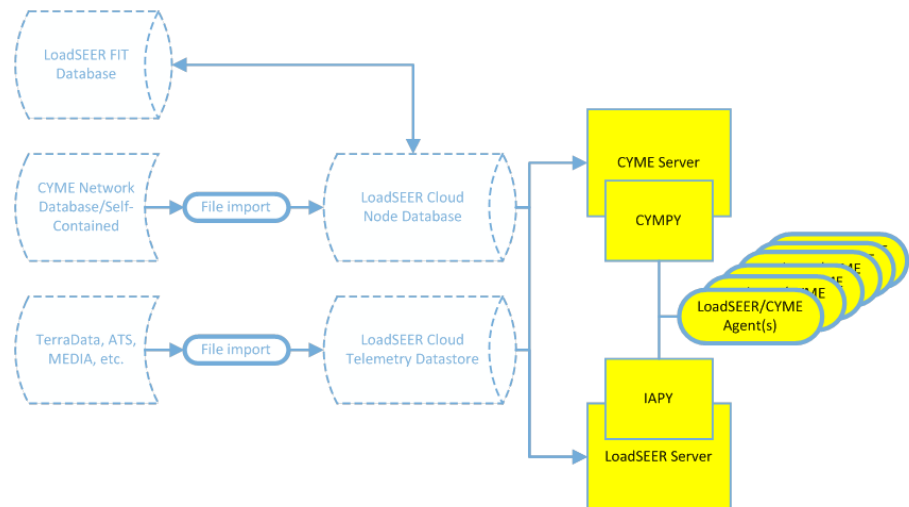 LoadSEER FIT
Database
CYME Network
Database/Self-
Contained
File import
LoadSEER Cloud
Node Database
TerraData, ATS,
MEDIA, etc.
File import
LoadSEER Cloud
Telemetry Datastore
CYME Server
CYMPY
LoadSEER/CYME
Agent(s)
IAPY
LoadSEER Server